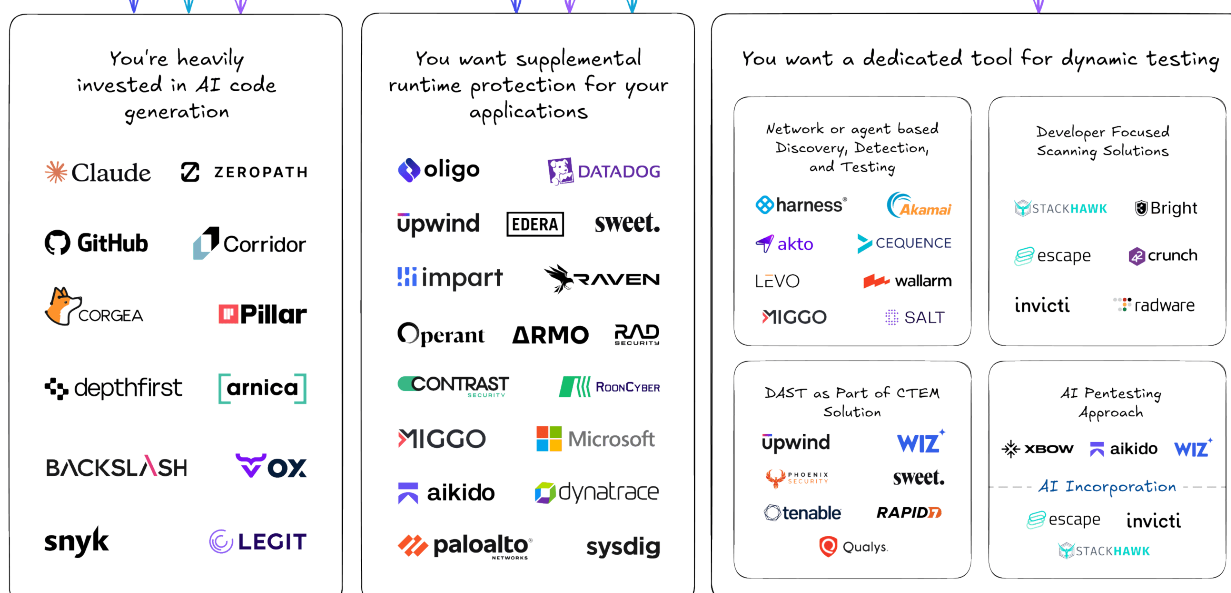 You're heavily
invested in AI code
generation
Claude ZEROPATH
GitHub Corridor
CORGEA Pillar
depthfirst [arnica]
BACKSLASH OX
snyk LEGIT
You want supplemental
runtime protection for your
applications
oligo DATADOG
upwind EDERA sweet.
impart RAVEN
Operant ARMO RAD
SECURITY
CONTRAST ROONCYBER
SECURITY
MIGGO Microsoft
aikido dynatrace
paloalto® sysdig
NETWORKS
You want a dedicated tool for dynamic testing
Network or agent based
Discovery, Detection,
and Testing
harness® Akamai
akto CEQUENCE
LEVO wallarm
MIGGO SALT
Developer Focused
Scanning Solutions
STACKHAWK Bright
escape 42 crunch
invicti radware
DAST as Part of CTEM
Solution
upwind WIZ
PHOENIX
SECURITY
sweet.
tenable RAPID7
Qualys.
AI Pentesting
Approach
XBOW aikido WIZ
AI Incorporation
escape invicti
STACKHAWK